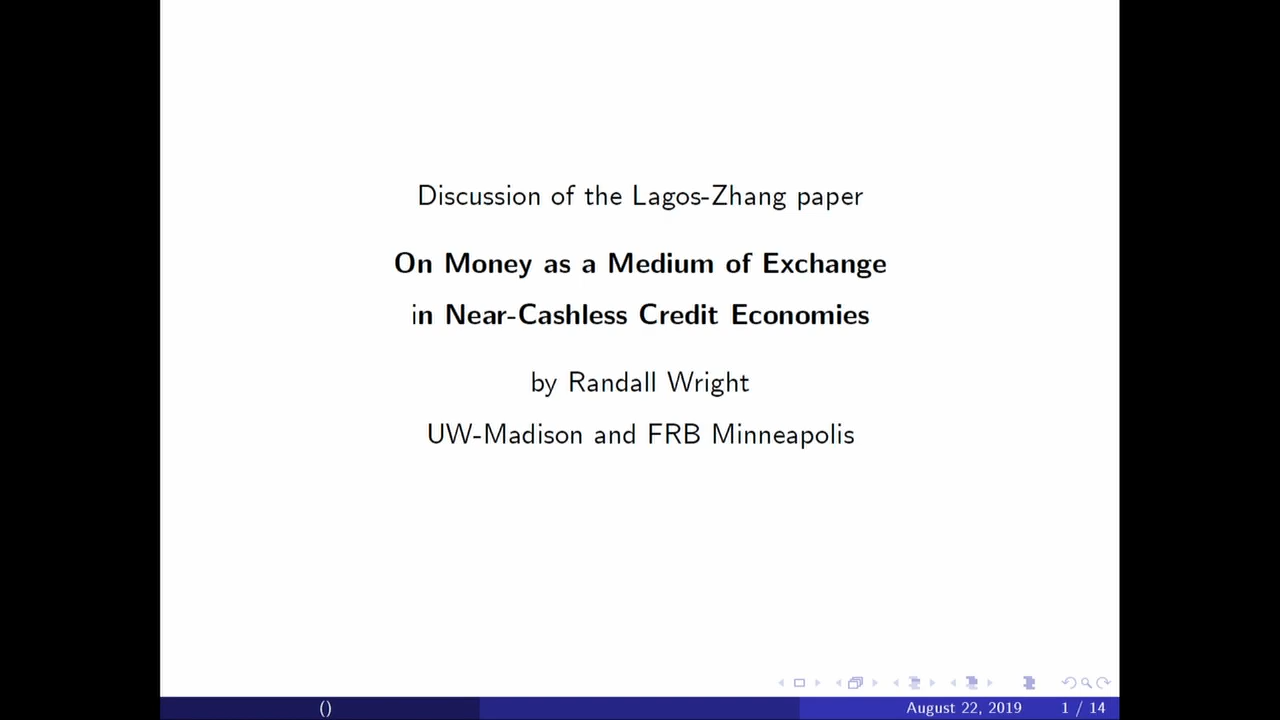 Discussion of the Lagos-Zhang paper
On Money as a Medium of Exchange
in Near-Cashless Credit Economies
by Randall Wright
UW-Madison and FRB Minneapolis
() August 22, 2019 1 / 14